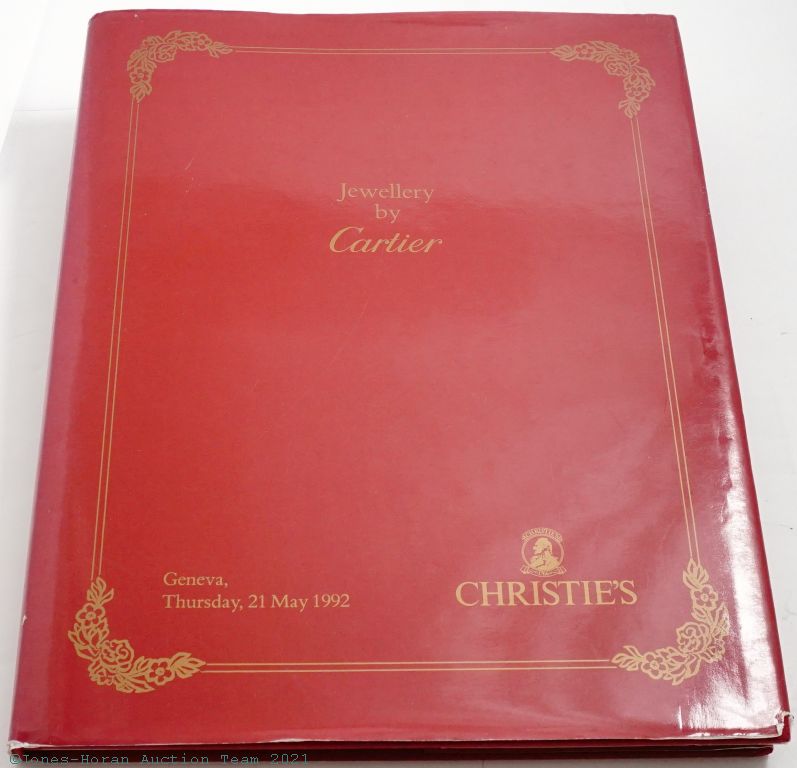 Jewellery
by
Cartier
Geneva,
Thursday, 21 May 1992
CHRISTIE'S
©Jones-Horan Auction Team 2021